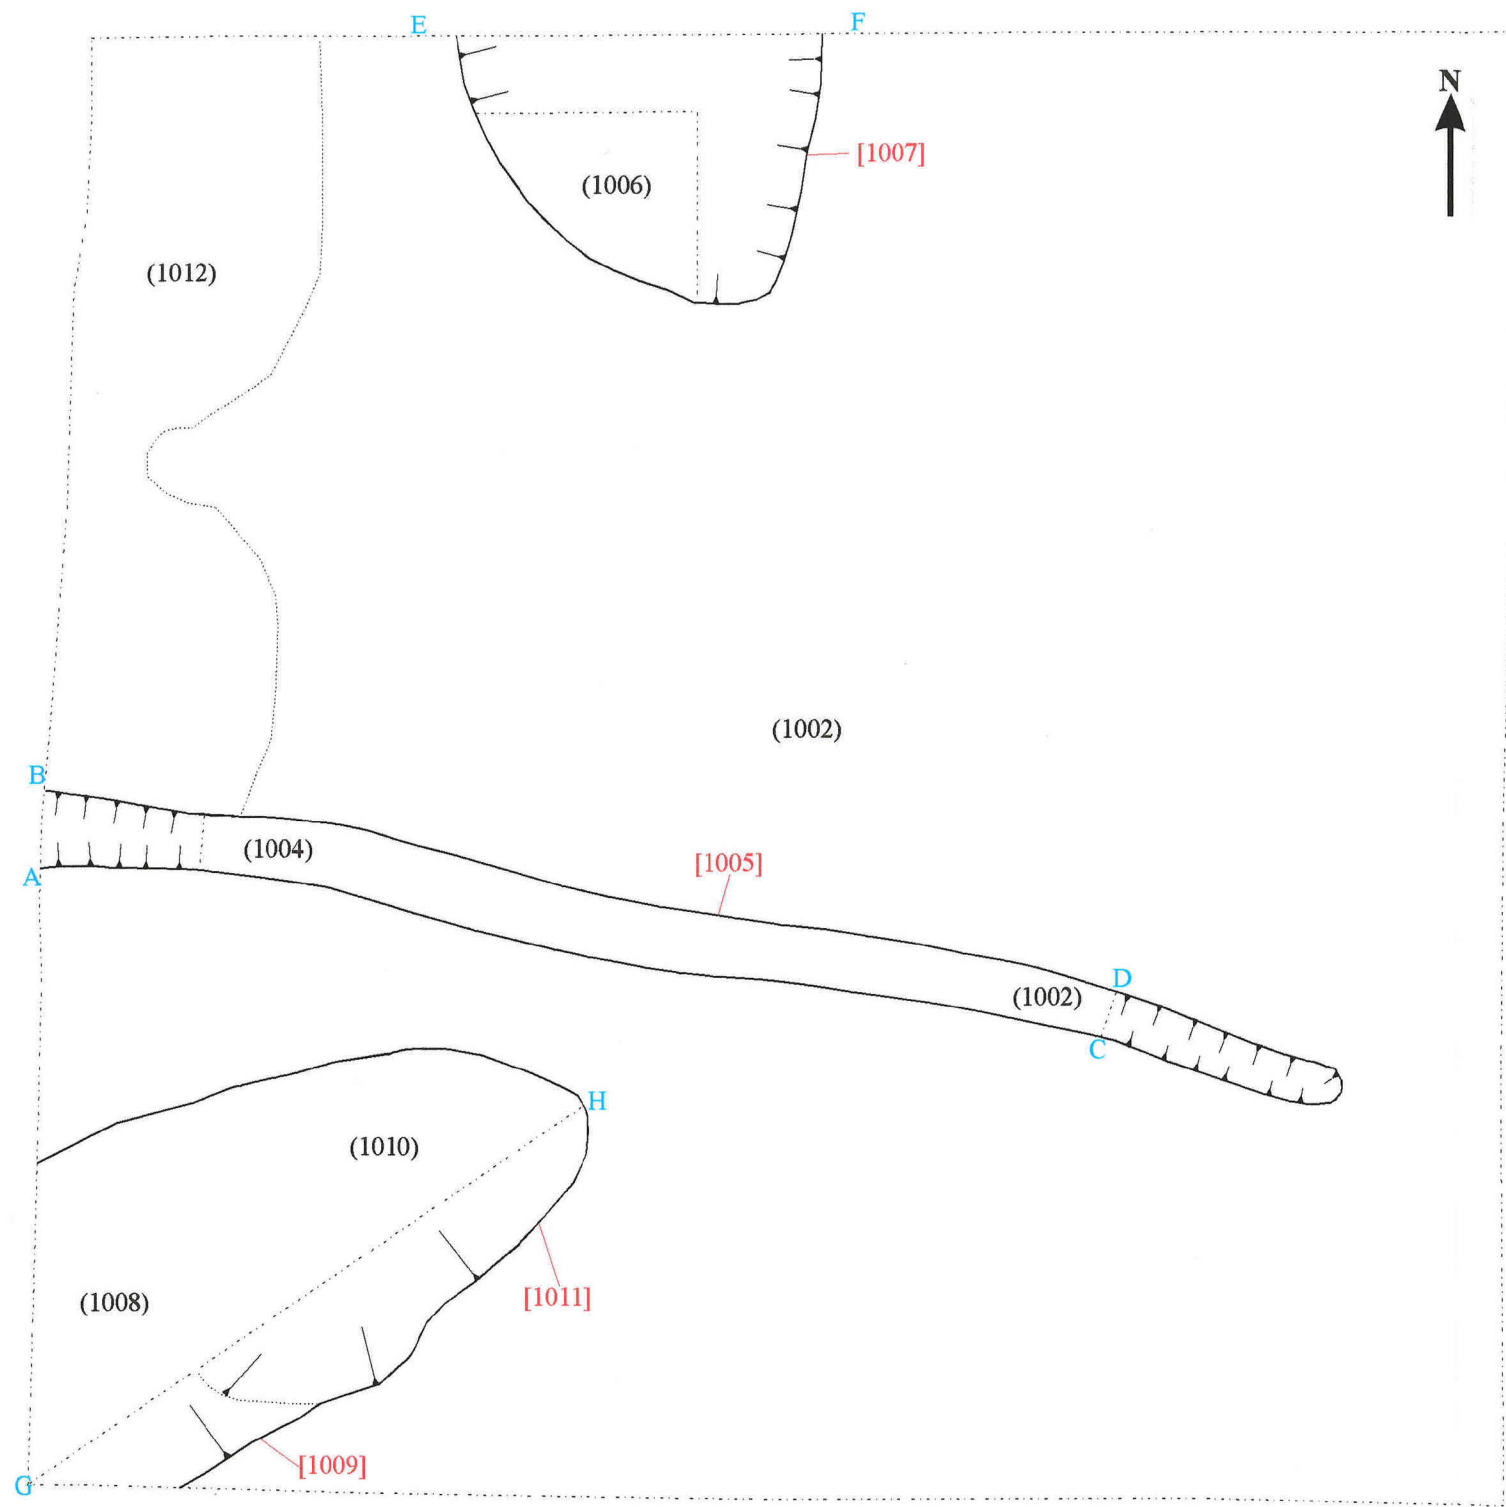 E
F
N
[1007]
(1006)
(1012)
(1002)
B
(1004)
[1005]
A
D
(1002)
C
H
(1010)
[1011]
(1008)
[1009]
G